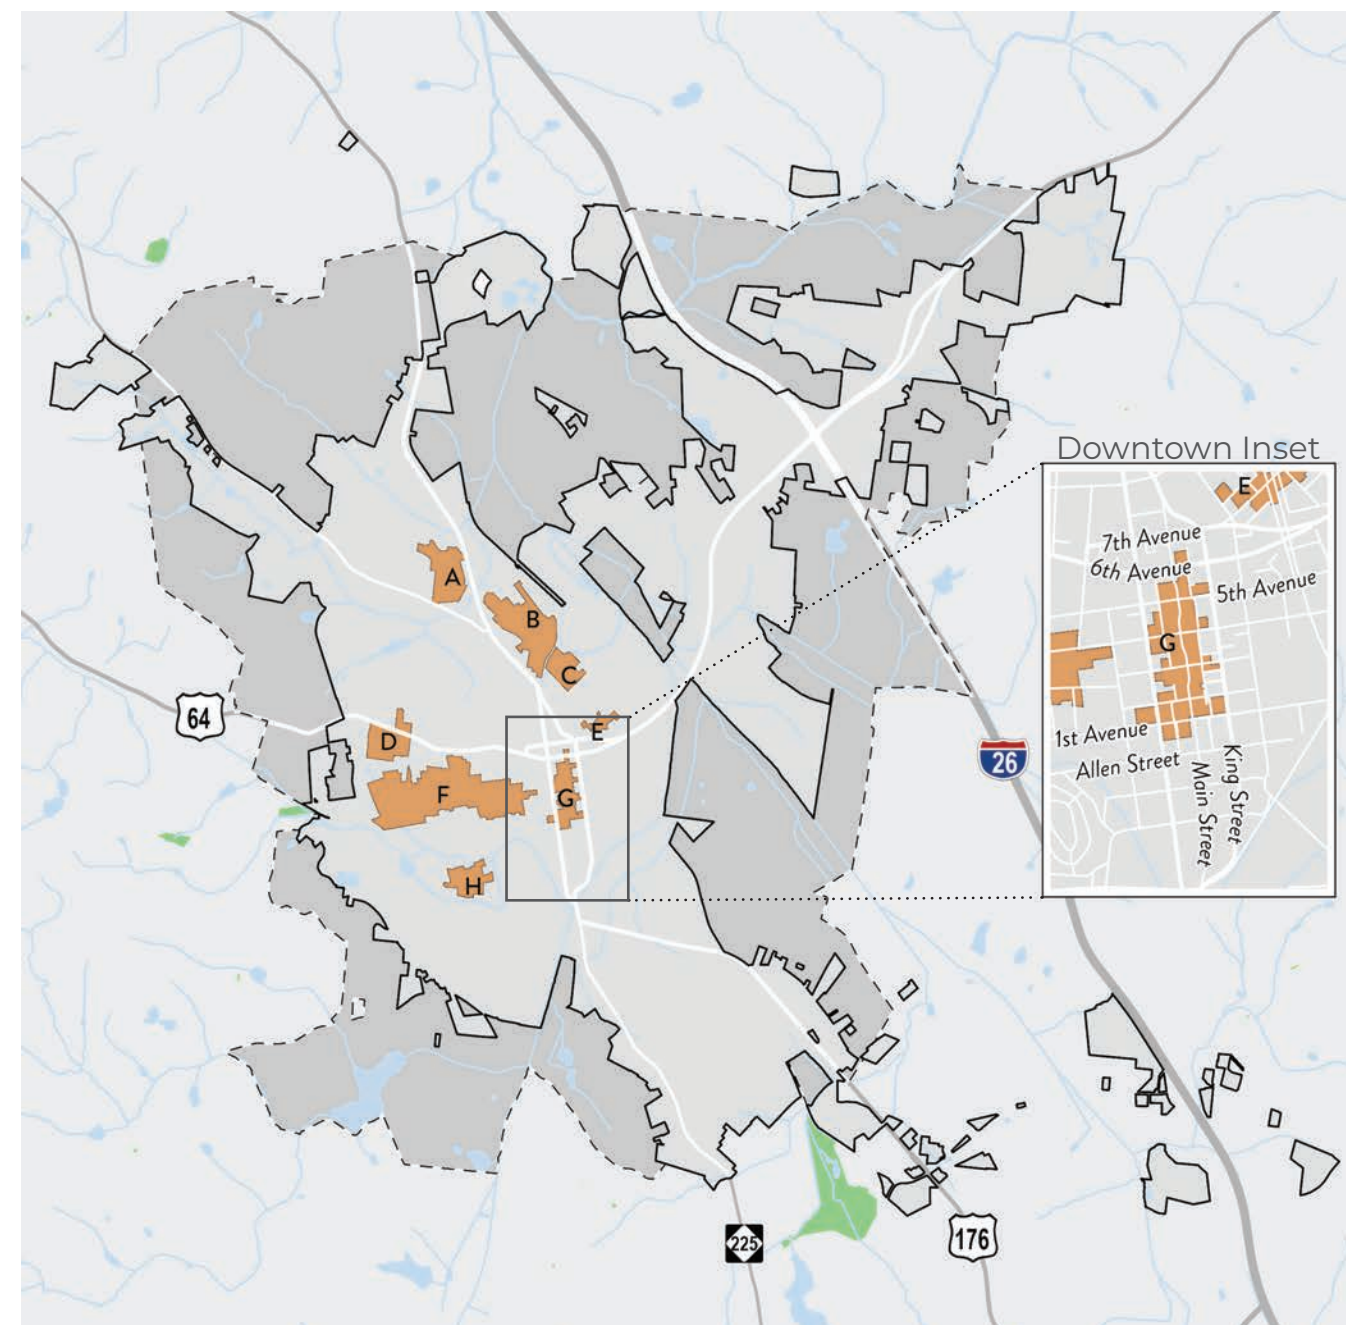 Downtown Inset
E
7th Avenue
6th Avenue
5th Avenue
G
1st Avenue
Allen Street
King Street
Main Street
A
B
C
64
D
E
26
F
G
H
225
176